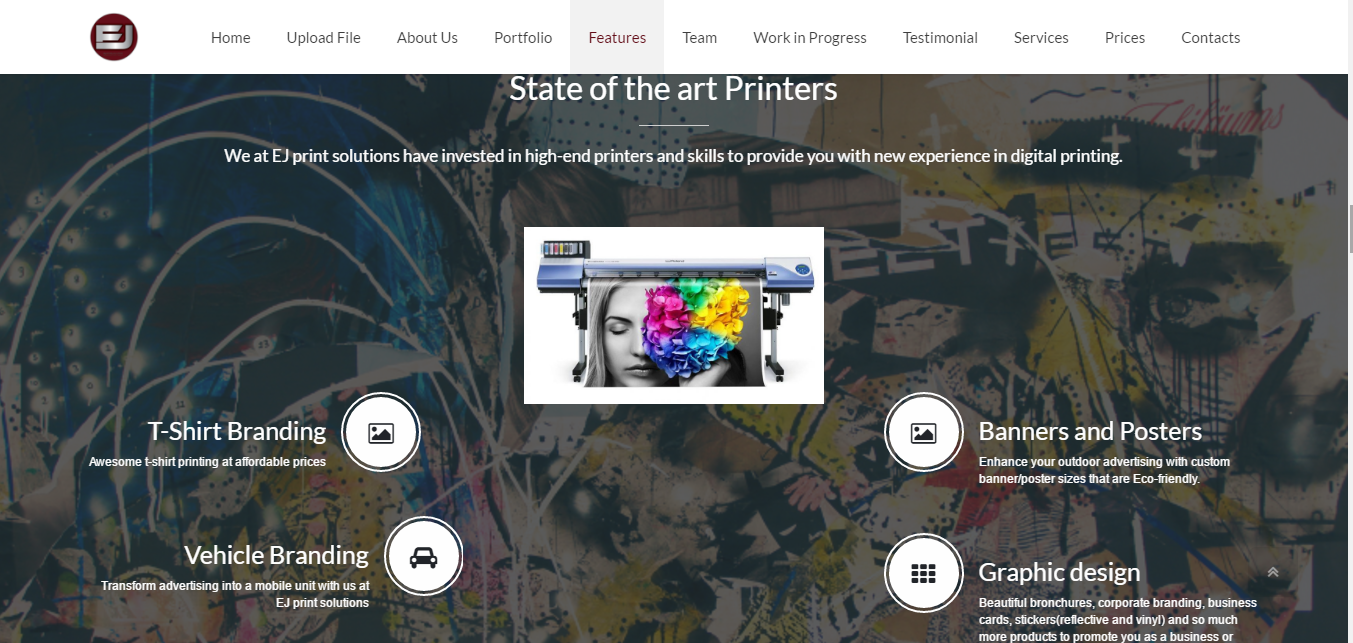 EJ
Home Upload File About Us Portfolio Features Team Work in Progress Testimonial Services Prices Contacts
State of the art Printers
We at EJ print solutions have invested in high-end printers and skills to provide you with new experience in digital printing.
T-Shirt Branding
Awesome t-shirt printing at affordable prices
Banners and Posters
Enhance your outdoor advertising with custom
banner/poster sizes that are Eco-friendly.
Vehicle Branding
Transform advertising into a mobile unit with us at
EJ print solutions
Graphic design
Beautiful bronchures, corporate branding, business
cards, stickers(reflective and vinyl) and so much
more products to promote you as a business or